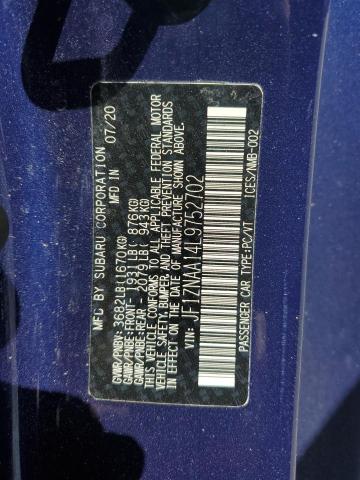 MFD BY SUBARU CORPORATION 07/20
GVWR/PNBV: 3682LB(1670KG)
GAWR/PNBE:FRONT- 1931LB( 876KG)
GAWR/PNBE:REAR- 2079LB( 943KG)
THIS VEHICLE CONFORMS TO ALL APPLICABLE FEDERAL MOTOR
VEHICLE SAFETY, BUMPER, AND THEFT PREVENTION STANDARDS
IN EFFECT ON THE DATE OF MANUFACTURE SHOWN ABOVE.
VIN: JF1ZNAA14L9752702
PASSENGER CAR TYPE:PC/VT ICES/NMB-002